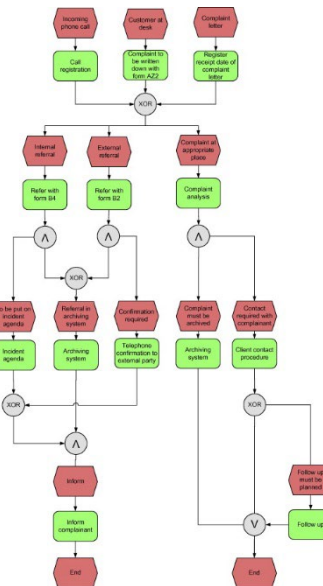 Incoming
phone call
Customer at
desk
Complaint
letter
Call
registration
Complaint to
be written
down with
form AZ2
Register
receipt date of
complaint
letter
XOR
Internal
referral
External
referral
Complaint at
appropriate
place
Refer with
form B4
Refer with
form B2
Complaint
analysis
Λ
Λ
Λ
XOR
o be put on
incident
agenda
Referral in
archiving
system
Confirmation
required
Complaint
must be
archived
Contact
required with
complainant
Incident
agenda
Archiving
system
Telephone
confirmation to
external party
Archiving
system
Client contact
procedure
XOR
XOR
Λ
Inform
Follow up
must be
planned
Inform
complainant
V
Follow up
End
End